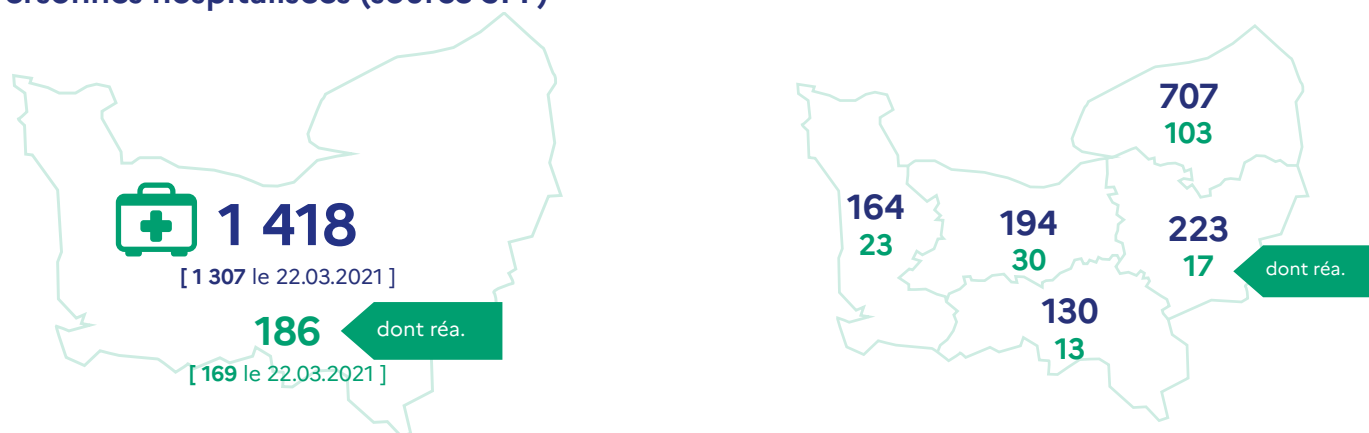 hospitalisées
1 418
[ 1 307 le 22.03.2021 ]
186
dont réa.
[ 169 le 22.03.2021 ]
707
103
164
23
194
30
223
17
dont réa.
130
13